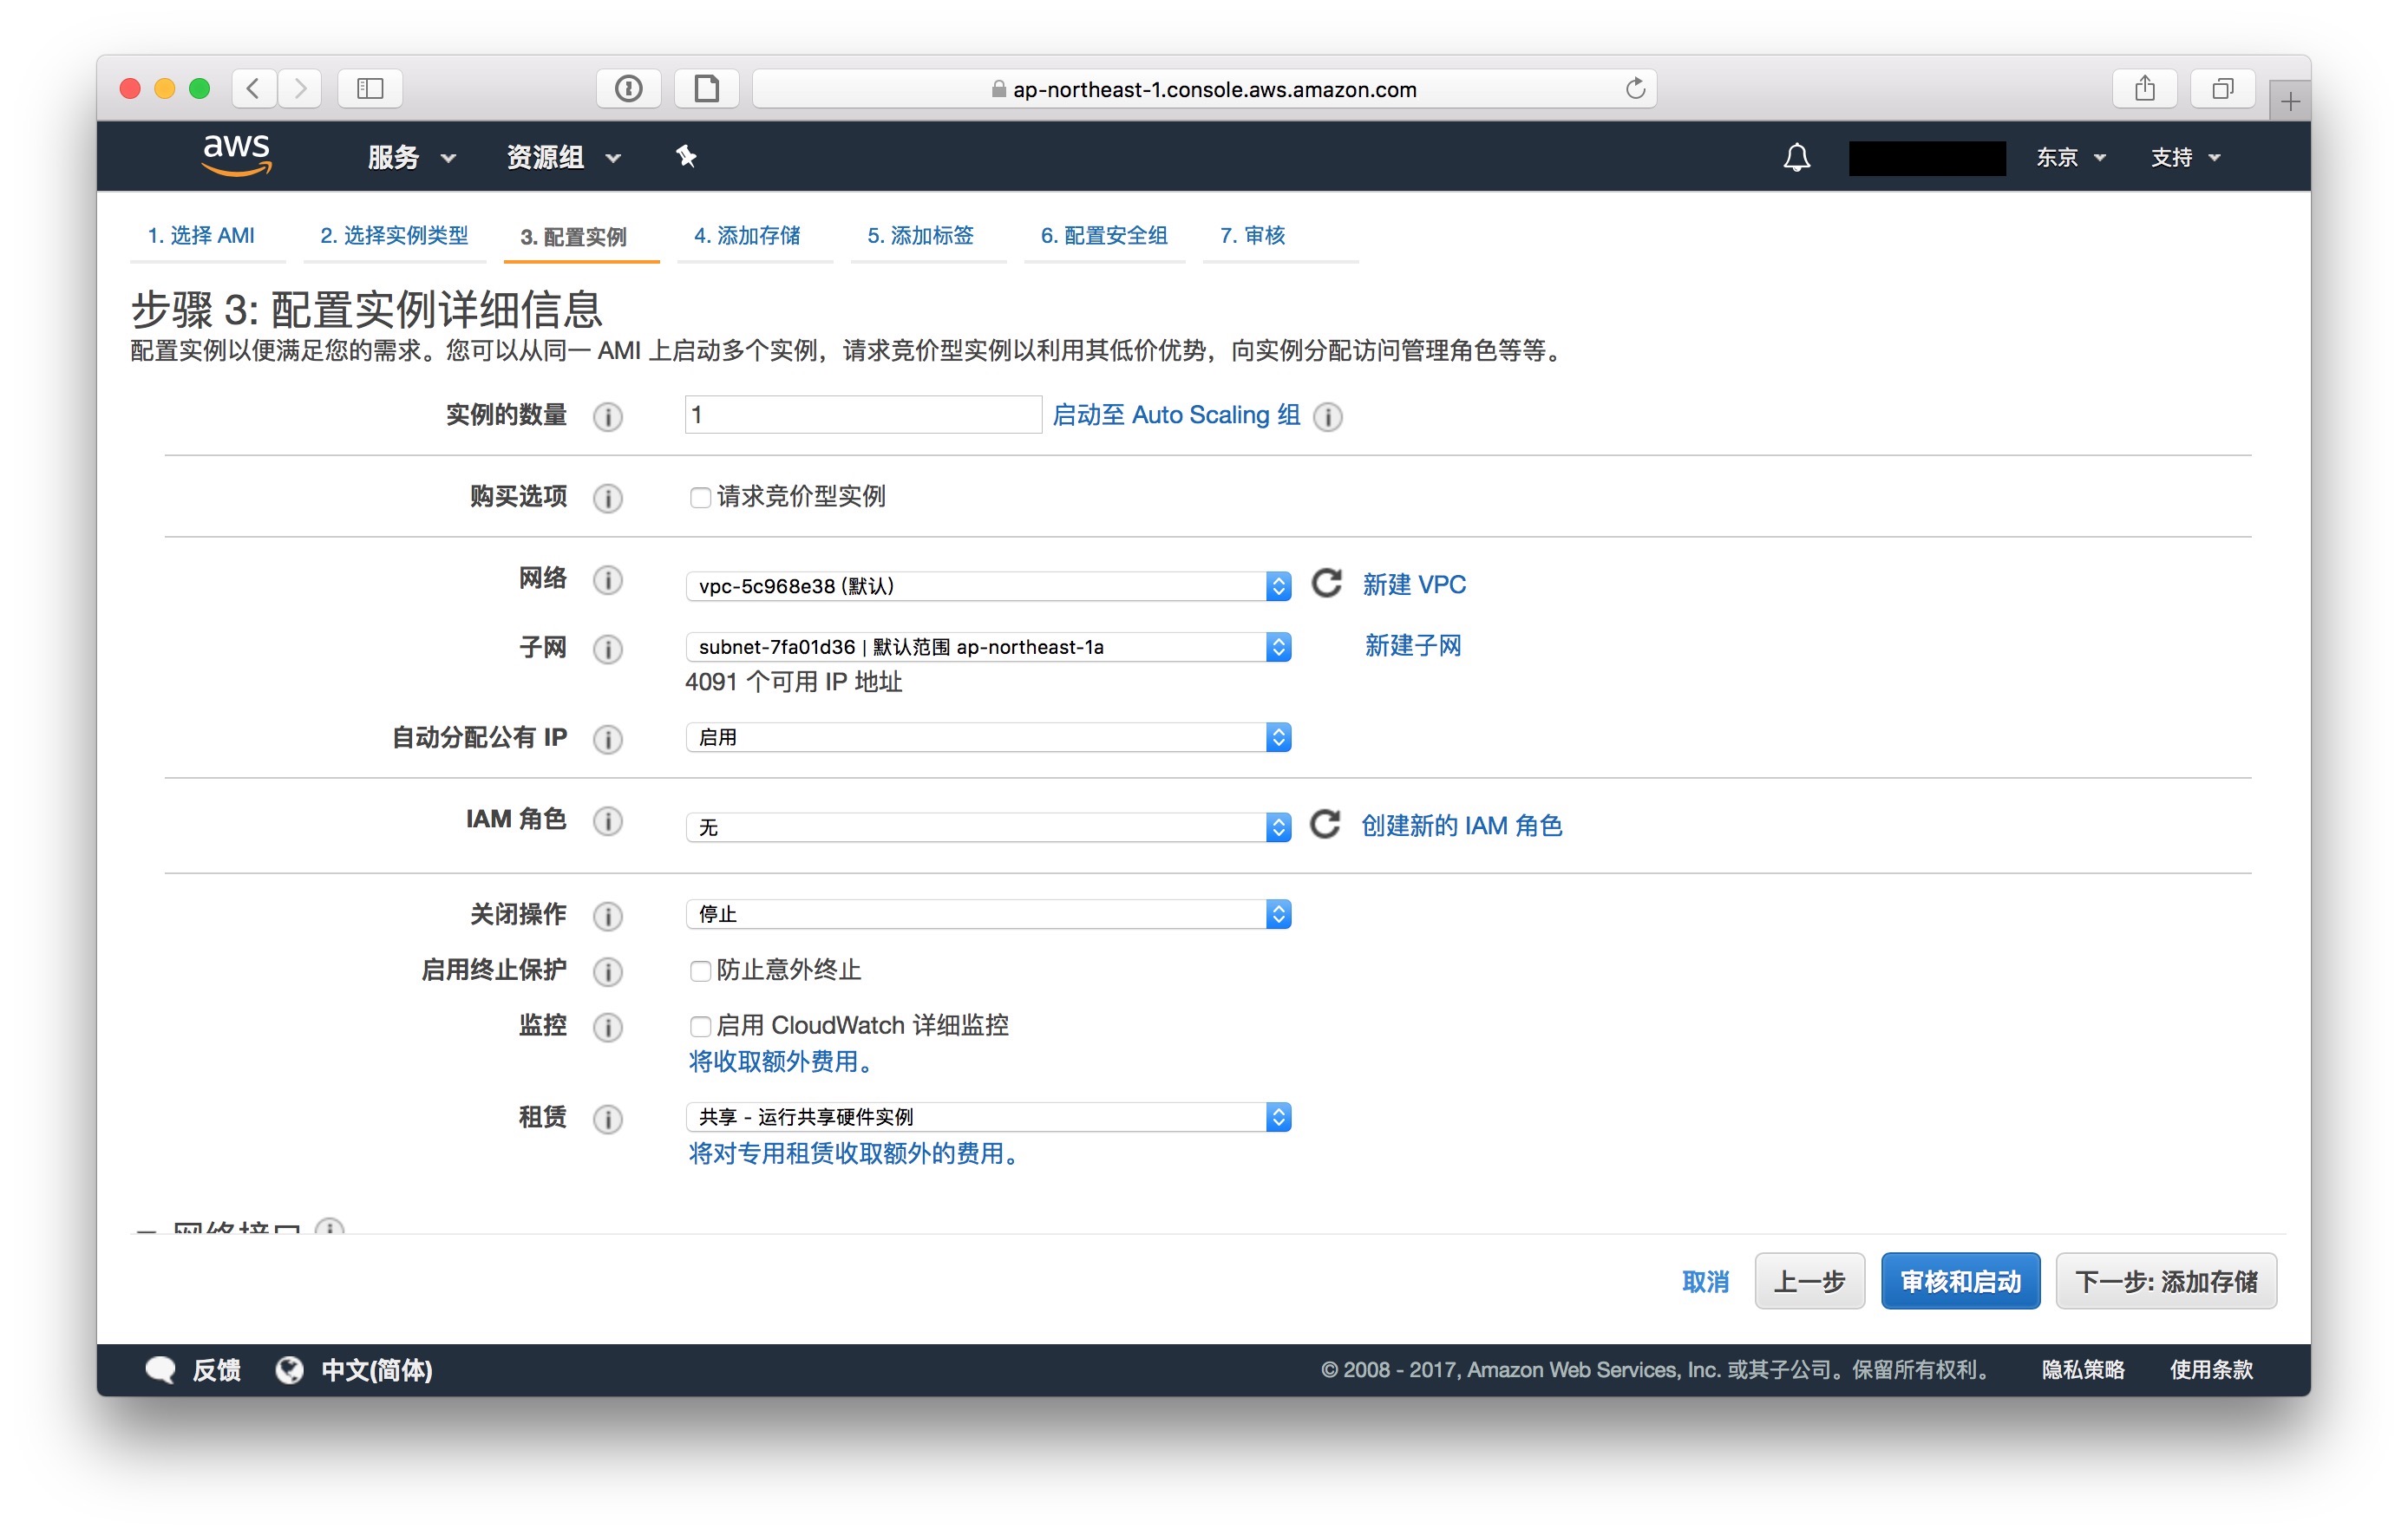 ap-northeast-1.console.aws.amazon.com
aws 服务 资源组 东京 支持
1. 选择 AMI 2. 选择实例类型 3. 配置实例 4. 添加存储 5. 添加标签 6. 配置安全组 7. 审核
步骤 3: 配置实例详细信息
配置实例以便满足您的需求。您可以从同一 AMI 上启动多个实例，请求竞价型实例以利用其低价优势，向实例分配访问管理角色等等。
实例的数量 1 启动至 Auto Scaling 组
购买选项 请求竞价型实例
网络 vpc-5c968e38 (默认) 新建 VPC
子网 subnet-7fa01d36 | 默认范围 ap-northeast-1a 新建子网
4091 个可用 IP 地址
自动分配公有 IP 启用
IAM 角色 无 创建新的 IAM 角色
关闭操作 停止
启用终止保护 防止意外终止
监控 启用 CloudWatch 详细监控
将收取额外费用。
租赁 共享 - 运行共享硬件实例
将对专用租赁收取额外的费用。
网络接口
取消 上一步 审核和启动 下一步: 添加存储
反馈 中文(简体) © 2008 - 2017, Amazon Web Services, Inc. 或其子公司。保留所有权利。 隐私策略 使用条款